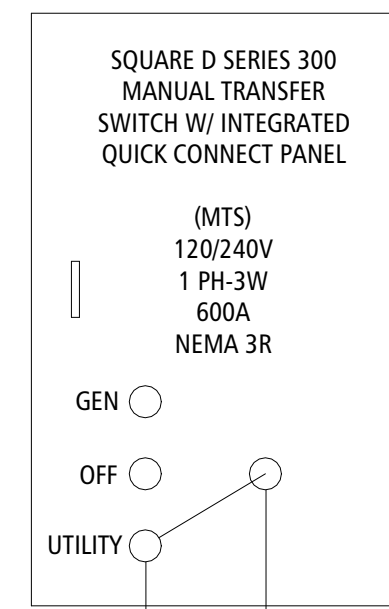 SQUARE D SERIES 300
MANUAL TRANSFER
SWITCH W/ INTEGRATED
QUICK CONNECT PANEL
(MTS)
120/240V
1 PH-3W
600A
NEMA 3R
GEN
OFF
UTILITY